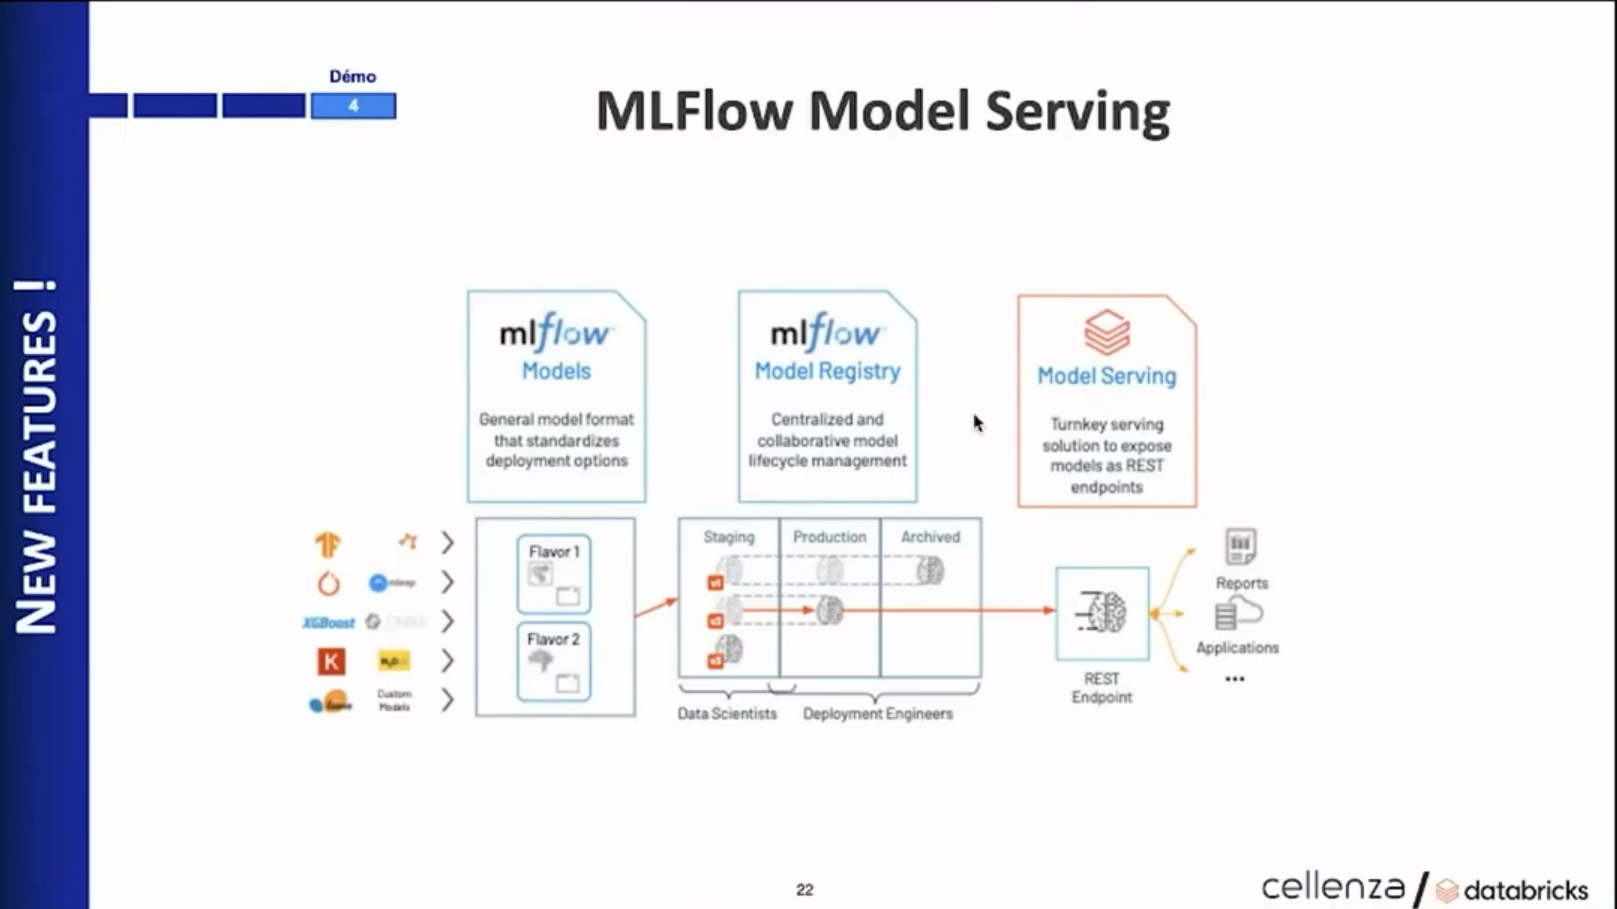 Démo
4
MLFlow Model Serving
NEW FEATURES !
mlflow
Models
General model format
that standardizes
deployment options
mlflow
Model Registry
Centralized and
collaborative model
lifecycle management
Model Serving
Turnkey serving
solution to expose
models as REST
endpoints
XGBoost
K
Custom
Models
Flavor 1
Flavor 2
Staging
Production
Archived
v1
v2
v3
Data Scientists
Deployment Engineers
REST
Endpoint
Reports
Applications
...
22
cellenza / databricks